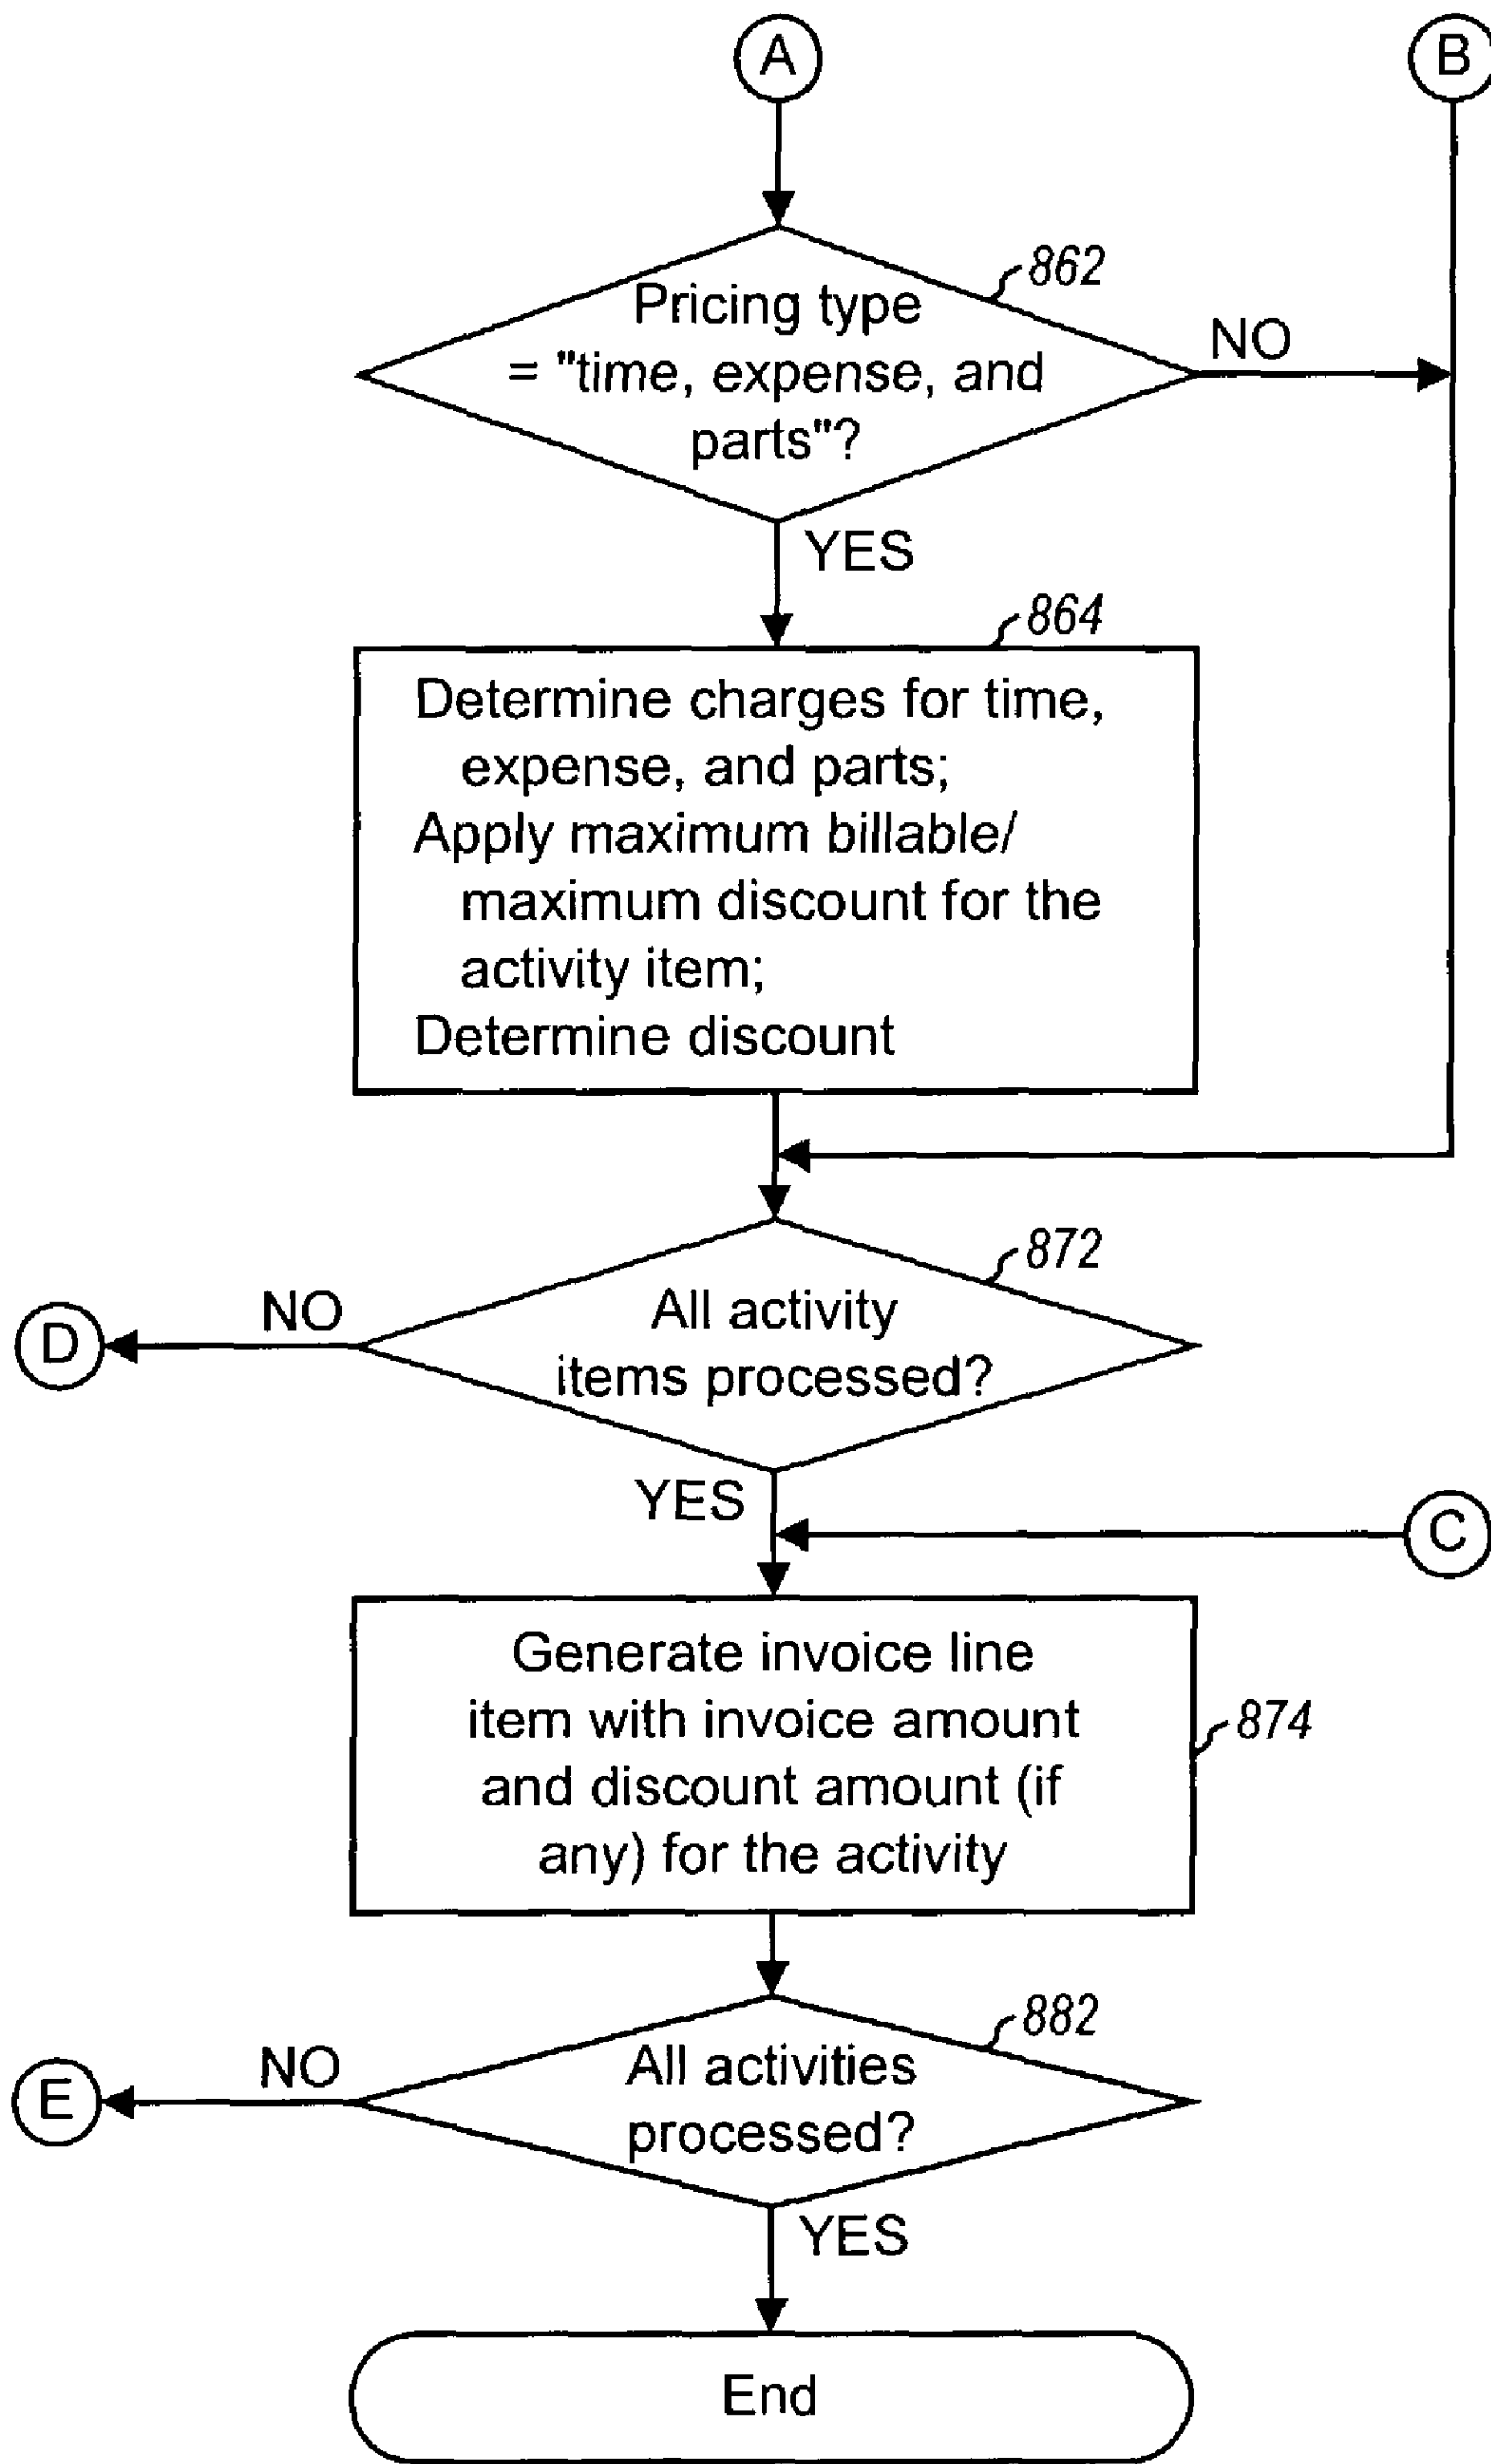 A
B
862
Pricing type
= "time, expense, and
parts"?
NO
YES
864
Determine charges for time,
expense, and parts;
Apply maximum billable/
maximum discount for the
activity item;
Determine discount
872
All activity
items processed?
NO
D
YES
C
Generate invoice line
item with invoice amount
and discount amount (if
any) for the activity
874
882
All activities
processed?
NO
E
YES
End